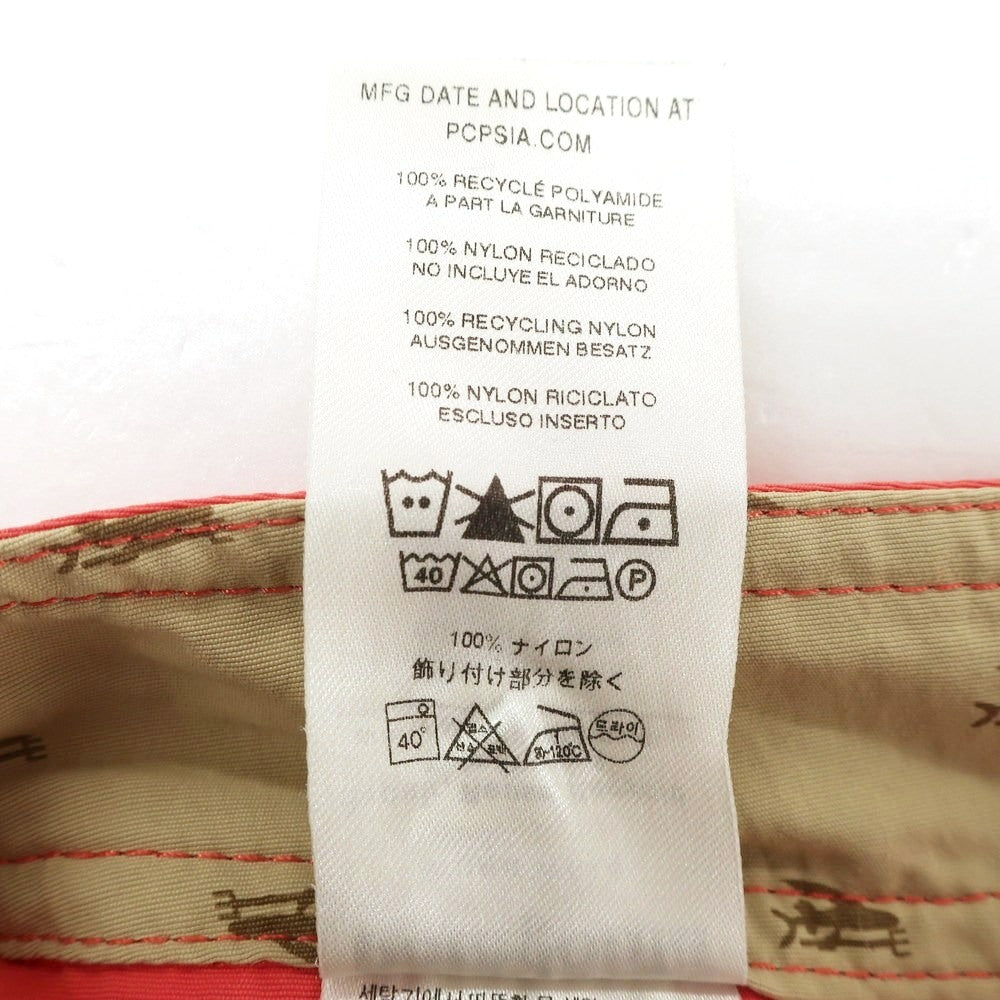 MFG DATE AND LOCATION AT
PCPSIA.COM
100% RECYCLÉ POLYAMIDE
A PART LA GARNITURE
100% NYLON RECICLADO
NO INCLUYE EL ADORNO
100% RECYCLING NYLON
AUSGENOMMEN BESATZ
100% NYLON RICICLATO
ESCLUSO INSERTO
40 P
100% ナイロン
飾り付け部分を除く
40° 80~120°C 드라이